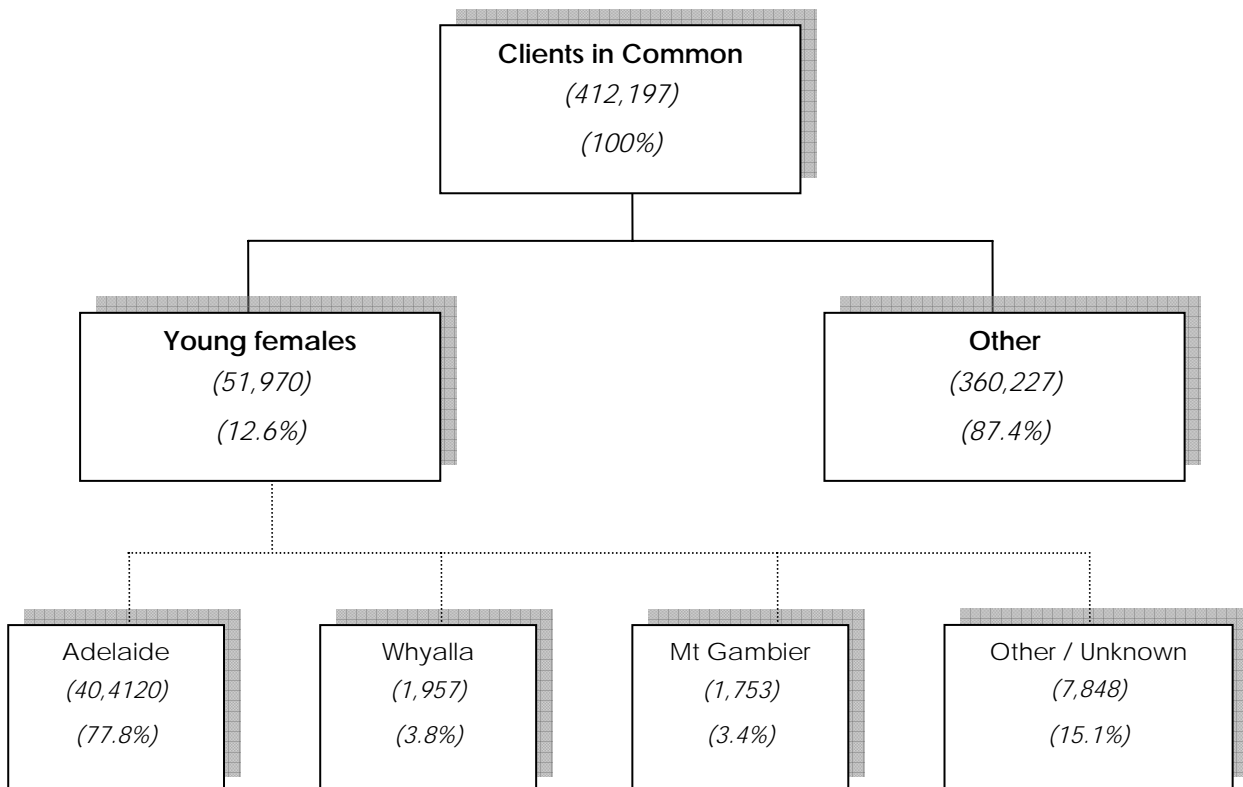 Clients in Common
(412,197)
(100%)
Young females
(51,970)
(12.6%)
Other
(360,227)
(87.4%)
Adelaide
(40,4120)
(77.8%)
Whyalla
(1,957)
(3.8%)
Mt Gambier
(1,753)
(3.4%)
Other / Unknown
(7,848)
(15.1%)